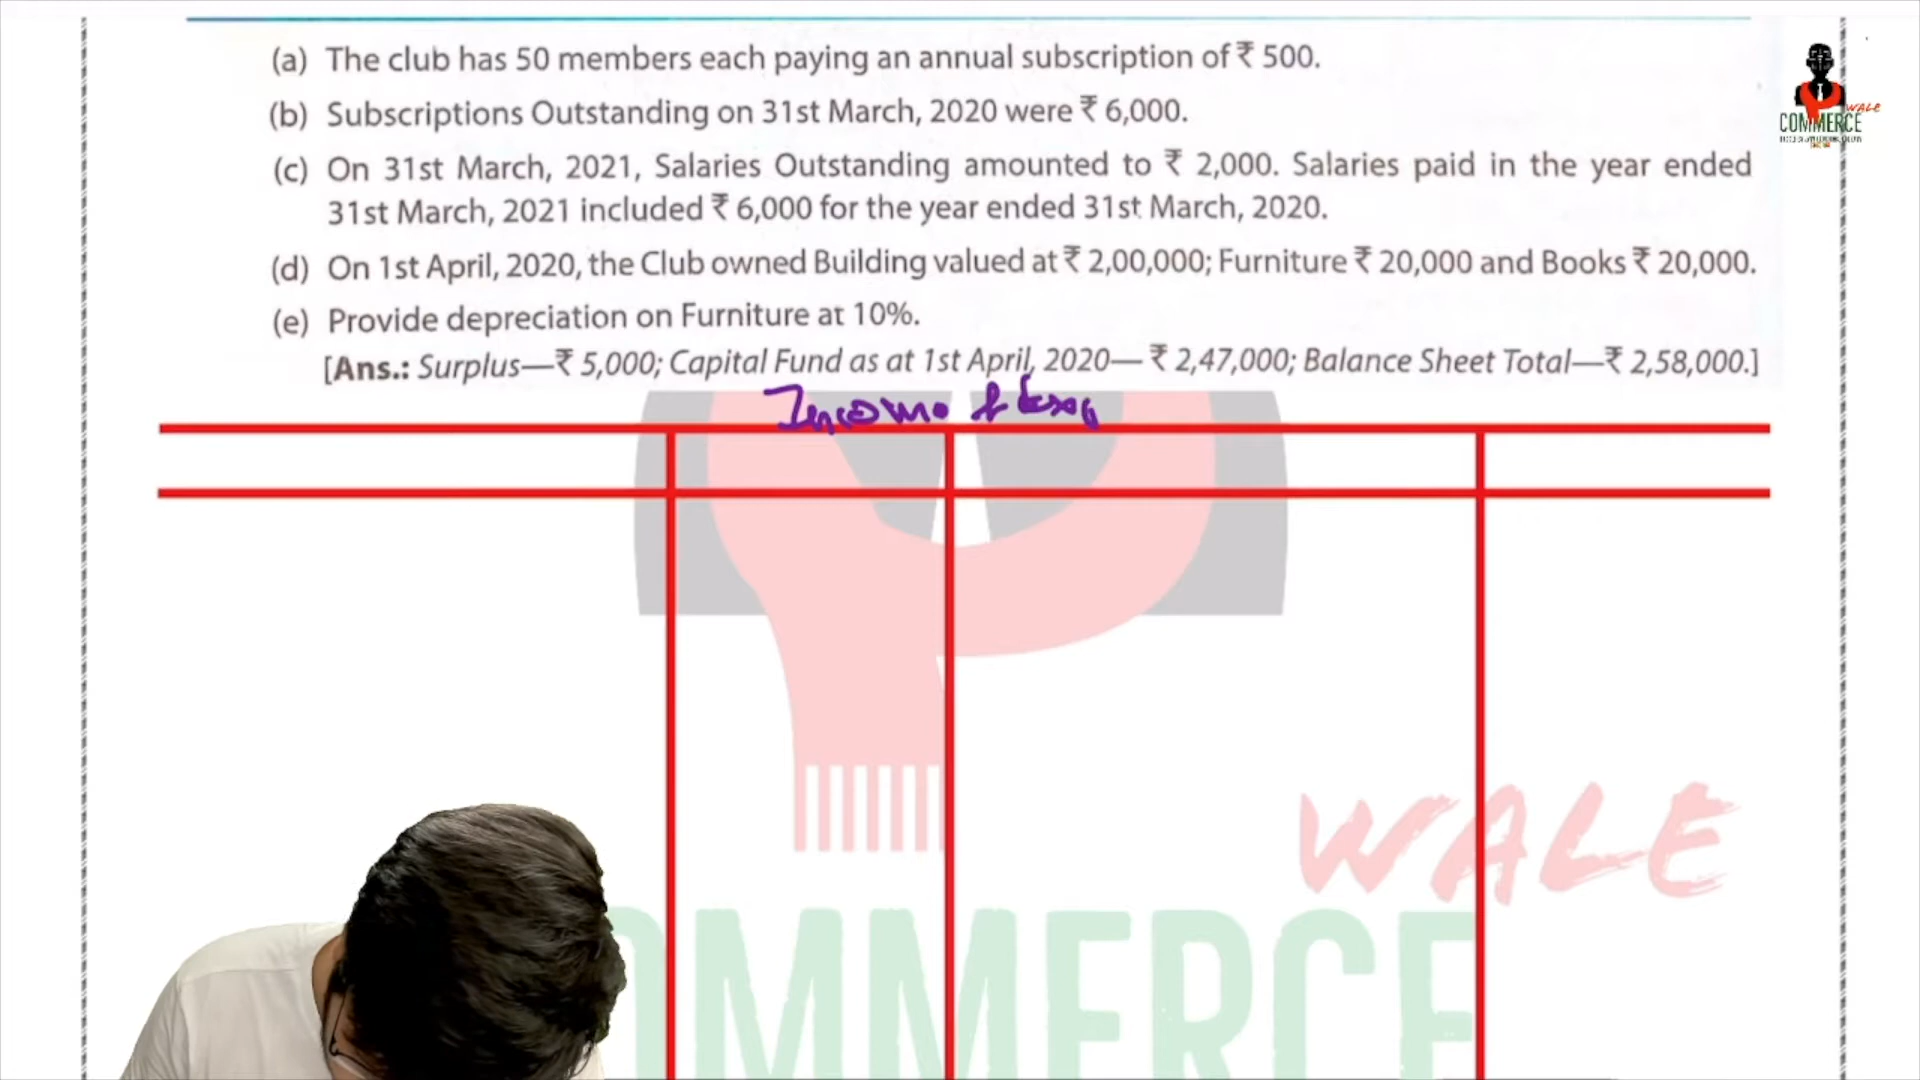 (a) The club has 50 members each paying an annual subscription of ₹ 500.
(b) Subscriptions Outstanding on 31st March, 2020 were ₹ 6,000.
(c) On 31st March, 2021, Salaries Outstanding amounted to ₹ 2,000. Salaries paid in the year ended
31st March, 2021 included ₹ 6,000 for the year ended 31st March, 2020.
(d) On 1st April, 2020, the Club owned Building valued at ₹ 2,00,000; Furniture ₹ 20,000 and Books ₹ 20,000.
(e) Provide depreciation on Furniture at 10%.
[Ans.: Surplus—₹ 5,000; Capital Fund as at 1st April, 2020— ₹ 2,47,000; Balance Sheet Total—₹ 2,58,000.]
Income & Exp
WALE
COMMERCE
WALE
OMMERCE